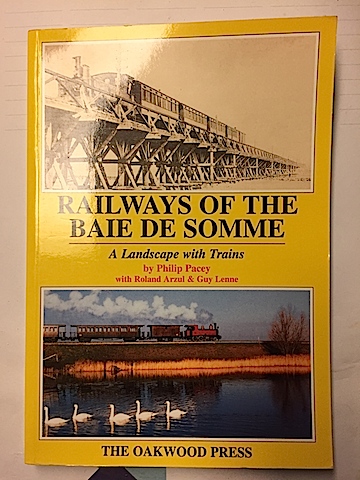 RAILWAYS OF THE
BAIE DE SOMME
A Landscape with Trains
by Philip Pacey
with Roland Arzul & Guy Lenne
THE OAKWOOD PRESS